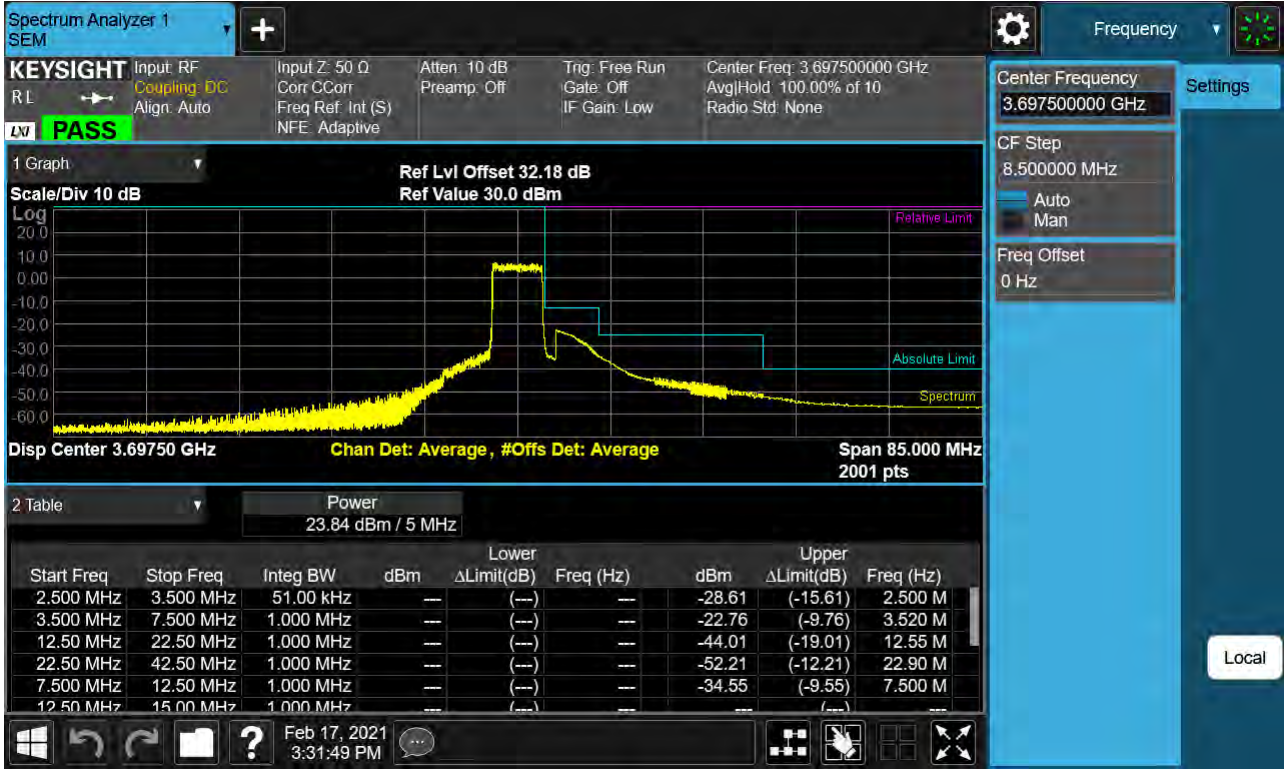 Spectrum Analyzer 1
SEM
Frequency
KEYSIGHT
RL
LXI PASS
Input: RF
Coupling: DC
Align: Auto
Input Z: 50 Ω
Corr CCorr
Freq Ref: Int (S)
NFE: Adaptive
Atten: 10 dB
Preamp: Off
Trig: Free Run
Gate: Off
IF Gain: Low
Center Freq: 3.697500000 GHz
Avg|Hold: 100.00% of 10
Radio Std: None
Center Frequency
3.697500000 GHz
Settings
CF Step
8.500000 MHz
Auto
Man
Freq Offset
0 Hz
Local
1 Graph
Scale/Div 10 dB
Ref Lvl Offset 32.18 dB
Ref Value 30.0 dBm
Log
20.0
10.0
0.00
-10.0
-20.0
-30.0
-40.0
-50.0
-60.0
Relative Limit
Absolute Limit
Spectrum
Disp Center 3.69750 GHz
Chan Det: Average, #Offs Det: Average
Span 85.000 MHz
2001 pts
2 Table
Power
23.84 dBm / 5 MHz
Lower Upper
Start Freq Stop Freq Integ BW dBm ∆Limit(dB) Freq (Hz) dBm ∆Limit(dB) Freq (Hz)
2.500 MHz 3.500 MHz 51.00 kHz --- (---) --- -28.61 (-15.61) 2.500 M
3.500 MHz 7.500 MHz 1.000 MHz --- (---) --- -22.76 (-9.76) 3.520 M
12.50 MHz 22.50 MHz 1.000 MHz --- (---) --- -44.01 (-19.01) 12.55 M
22.50 MHz 42.50 MHz 1.000 MHz --- (---) --- -52.21 (-12.21) 22.90 M
7.500 MHz 12.50 MHz 1.000 MHz --- (---) --- -34.55 (-9.55) 7.500 M
12.50 MHz 15.00 MHz 1.000 MHz --- (---) --- --- (---) ---
Feb 17, 2021
3:31:49 PM